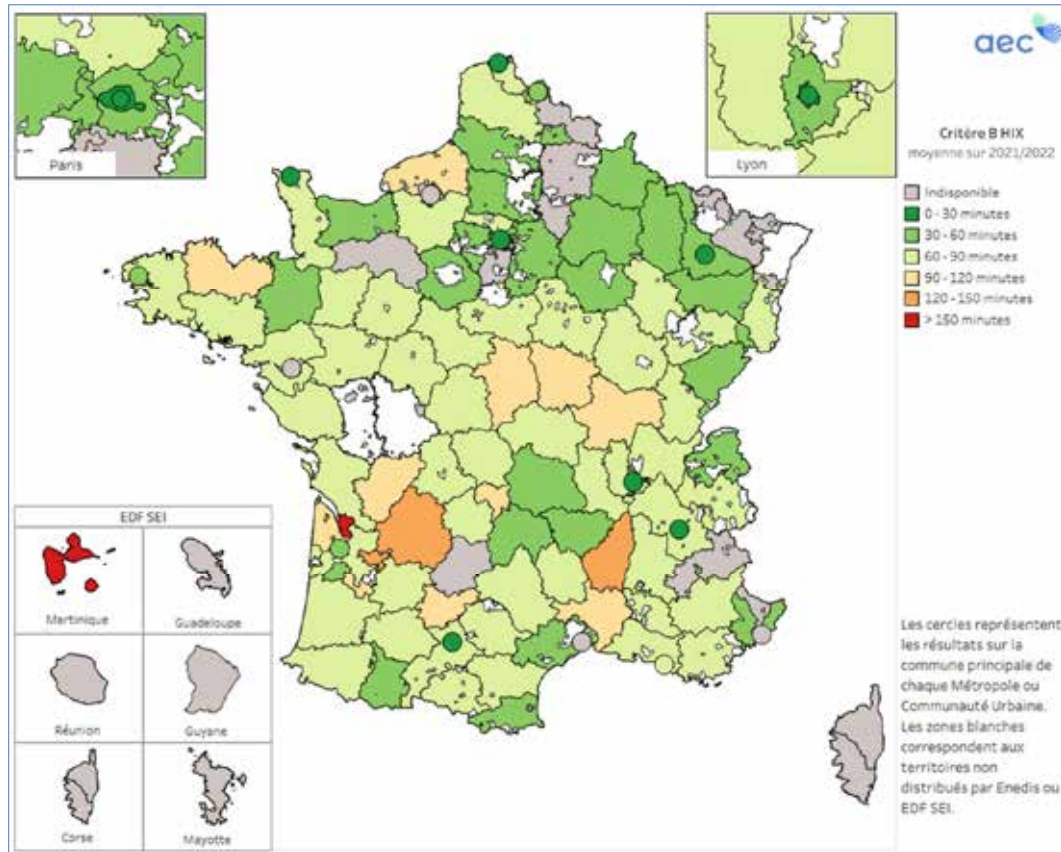 aec
Paris
Lyon
Critère B HIX
moyenne sur 2021/2022
Indisponible
0 - 30 minutes
30 - 60 minutes
60 - 90 minutes
90 - 120 minutes
120 - 150 minutes
> 150 minutes
EDF SEI
Martinique
Guadeloupe
Réunion
Guyane
Corse
Mayotte
Les cercles représentent
les résultats sur la
commune principale de
chaque Métropole ou
Communauté Urbaine.
Les zones blanches
correspondent aux
territoires non
distribués par Enedis ou
EDF SEI.